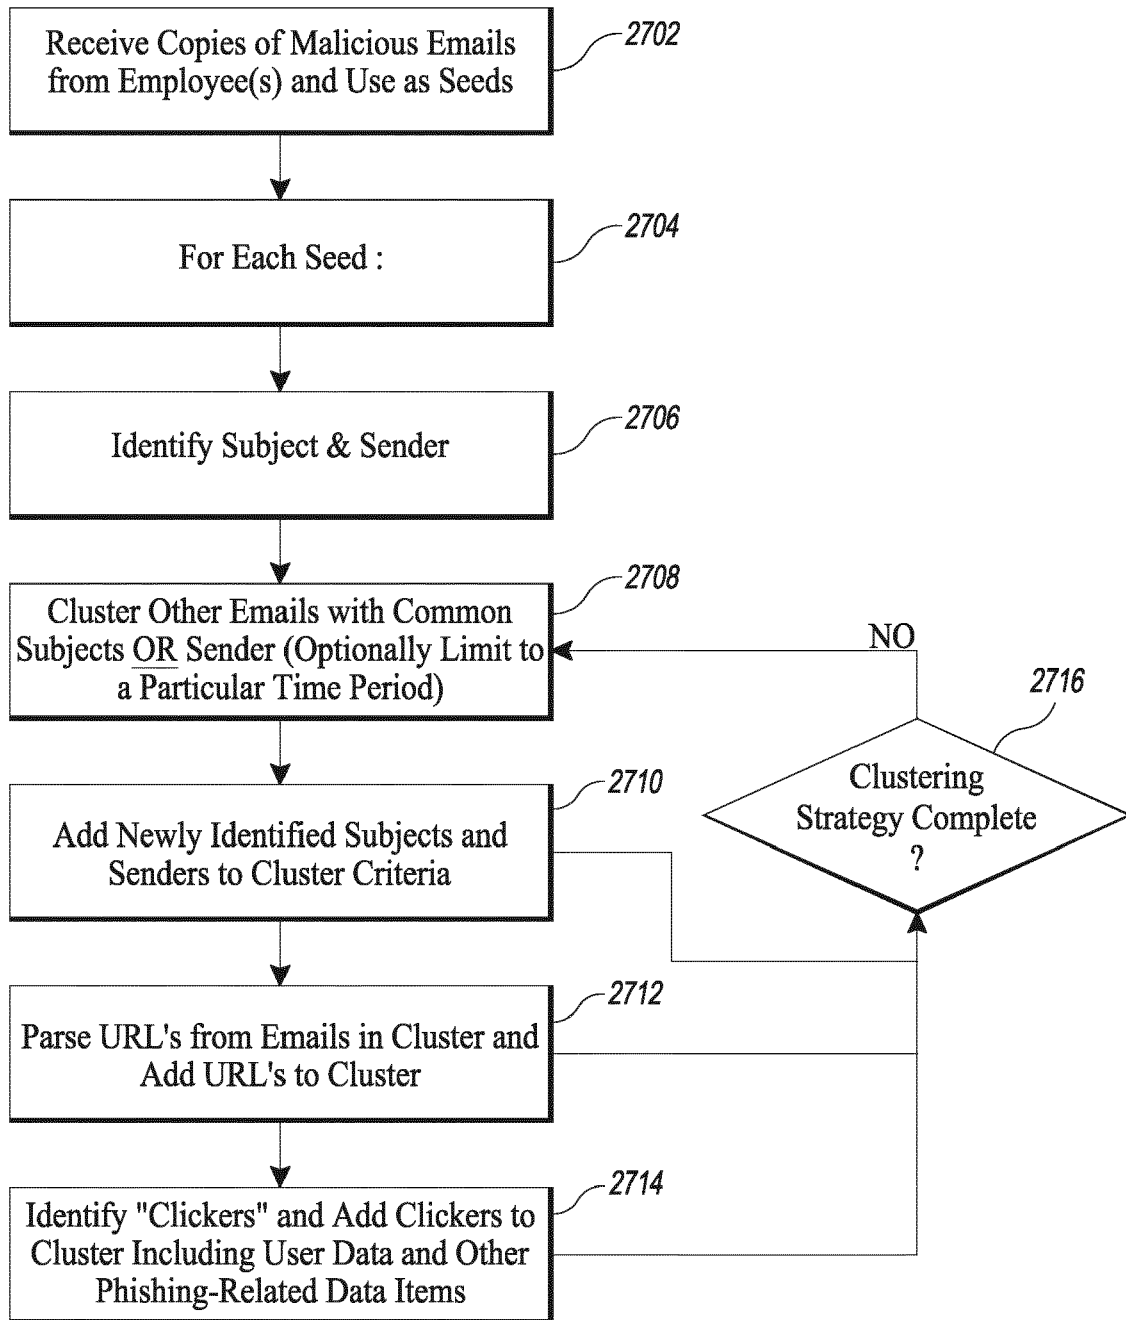 Receive Copies of Malicious Emails
from Employee(s) and Use as Seeds
2702
For Each Seed :
2704
Identify Subject & Sender
2706
Cluster Other Emails with Common
Subjects OR Sender (Optionally Limit to
a Particular Time Period)
2708
NO
2716
Clustering
Strategy Complete
?
Add Newly Identified Subjects and
Senders to Cluster Criteria
2710
Parse URL's from Emails in Cluster and
Add URL's to Cluster
2712
Identify "Clickers" and Add Clickers to
Cluster Including User Data and Other
Phishing-Related Data Items
2714